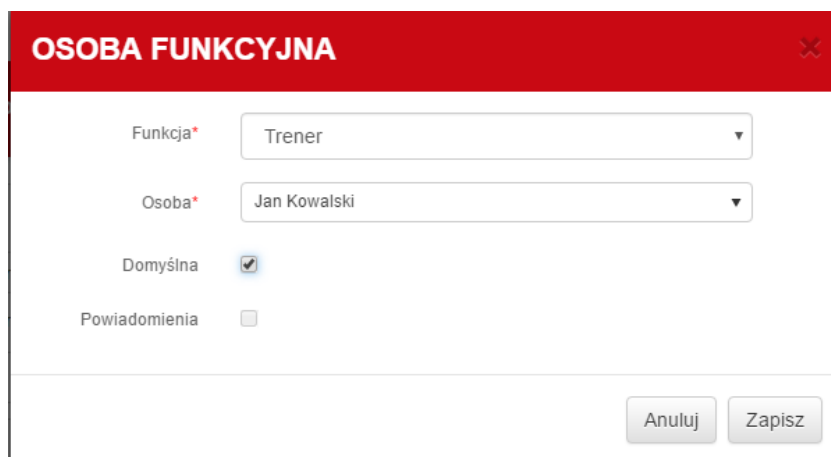 OSOBA FUNKCYJNA
Funkcja* Trener
Osoba* Jan Kowalski
Domyślna
Powiadomienia
Anuluj Zapisz